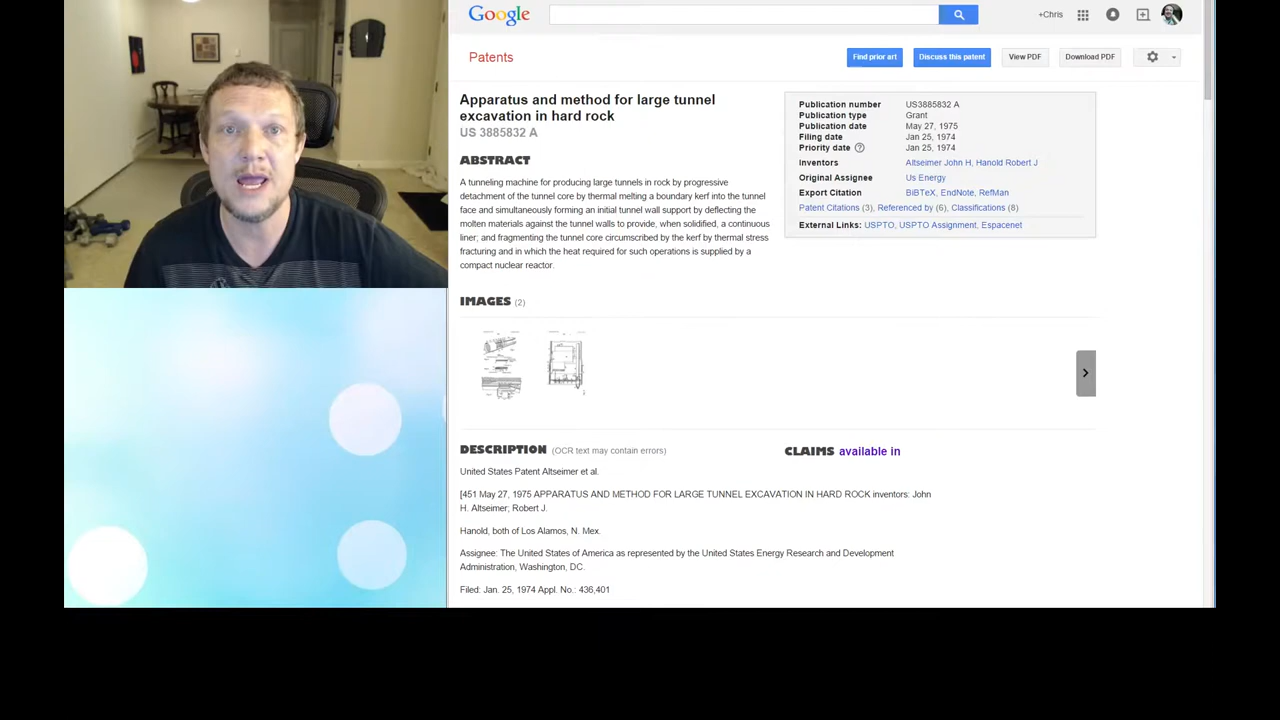 Google
+Chris
Patents
Find prior art
Discuss this patent
View PDF
Download PDF
Apparatus and method for large tunnel
excavation in hard rock
US 3885832 A
ABSTRACT
A tunneling machine for producing large tunnels in rock by progressive
detachment of the tunnel core by thermal melting a boundary kerf into the tunnel
face and simultaneously forming an initial tunnel wall support by deflecting the
molten materials against the tunnel walls to provide, when solidified, a continuous
liner; and fragmenting the tunnel core circumscribed by the kerf by thermal stress
fracturing and in which the heat required for such operations is supplied by a
compact nuclear reactor.
Publication number US3885832 A
Publication type Grant
Publication date May 27, 1975
Filing date Jan 25, 1974
Priority date ? Jan 25, 1974
Inventors Altseimer John H, Hanold Robert J
Original Assignee Us Energy
Export Citation BiBTeX, EndNote, RefMan
Patent Citations (3), Referenced by (6), Classifications (8)
External Links: USPTO, USPTO Assignment, Espacenet
IMAGES (2)
DESCRIPTION (OCR text may contain errors)
United States Patent Altseimer et al.
[451 May 27, 1975 APPARATUS AND METHOD FOR LARGE TUNNEL EXCAVATION IN HARD ROCK inventors: John
H. Altseimer; Robert J.
Hanold, both of Los Alamos, N. Mex.
Assignee: The United States of America as represented by the United States Energy Research and Development
Administration, Washington, DC.
Filed: Jan. 25, 1974 Appl. No.: 436,401
CLAIMS available in